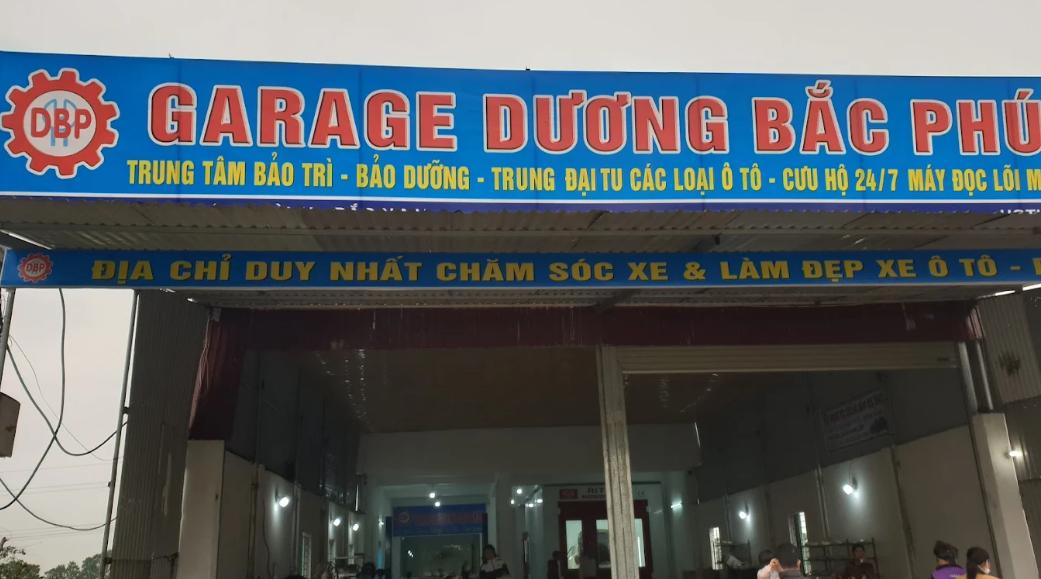 DBP
GARAGE DƯƠNG BẮC PHÚ
TRUNG TÂM BẢO TRÌ - BẢO DƯỠNG - TRUNG ĐẠI TU CÁC LOẠI Ô TÔ - CỨU HỘ 24/7 MÁY ĐỌC LỖI M
DBP
ĐỊA CHỈ DUY NHẤT CHĂM SÓC XE & LÀM ĐẸP XE Ô TÔ -